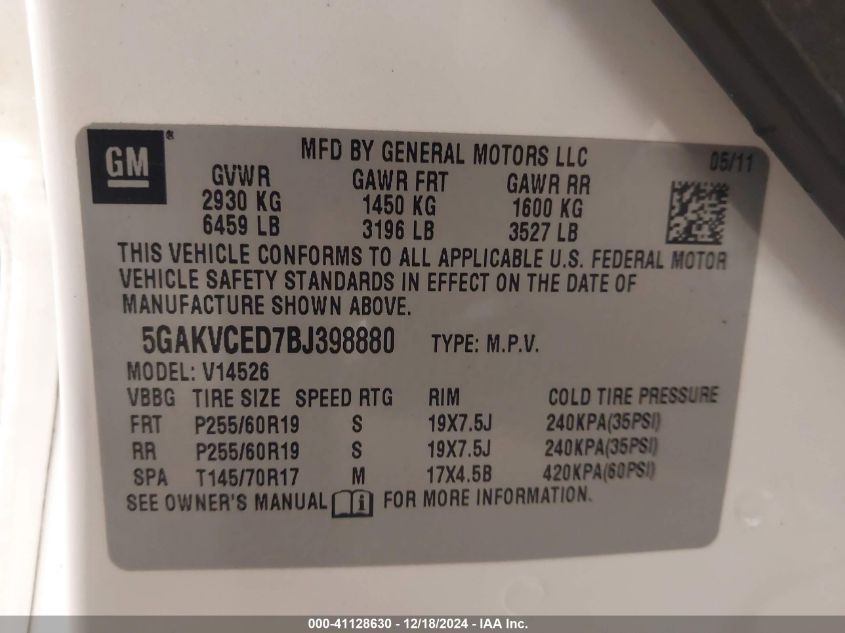 GM®
MFD BY GENERAL MOTORS LLC 05/11
GVWR GAWR FRT GAWR RR
2930 KG 1450 KG 1600 KG
6459 LB 3196 LB 3527 LB
THIS VEHICLE CONFORMS TO ALL APPLICABLE U.S. FEDERAL MOTOR
VEHICLE SAFETY STANDARDS IN EFFECT ON THE DATE OF
MANUFACTURE SHOWN ABOVE.
5GAKVCED7BJ398880 TYPE: M.P.V.
MODEL: V14526
VBBG TIRE SIZE SPEED RTG RIM COLD TIRE PRESSURE
FRT P255/60R19 S 19X7.5J 240KPA(35PSI)
RR P255/60R19 S 19X7.5J 240KPA(35PSI)
SPA T145/70R17 M 17X4.5B 420KPA(60PSI)
SEE OWNER'S MANUAL i FOR MORE INFORMATION.
000-41128630 - 12/18/2024 - IAA Inc.